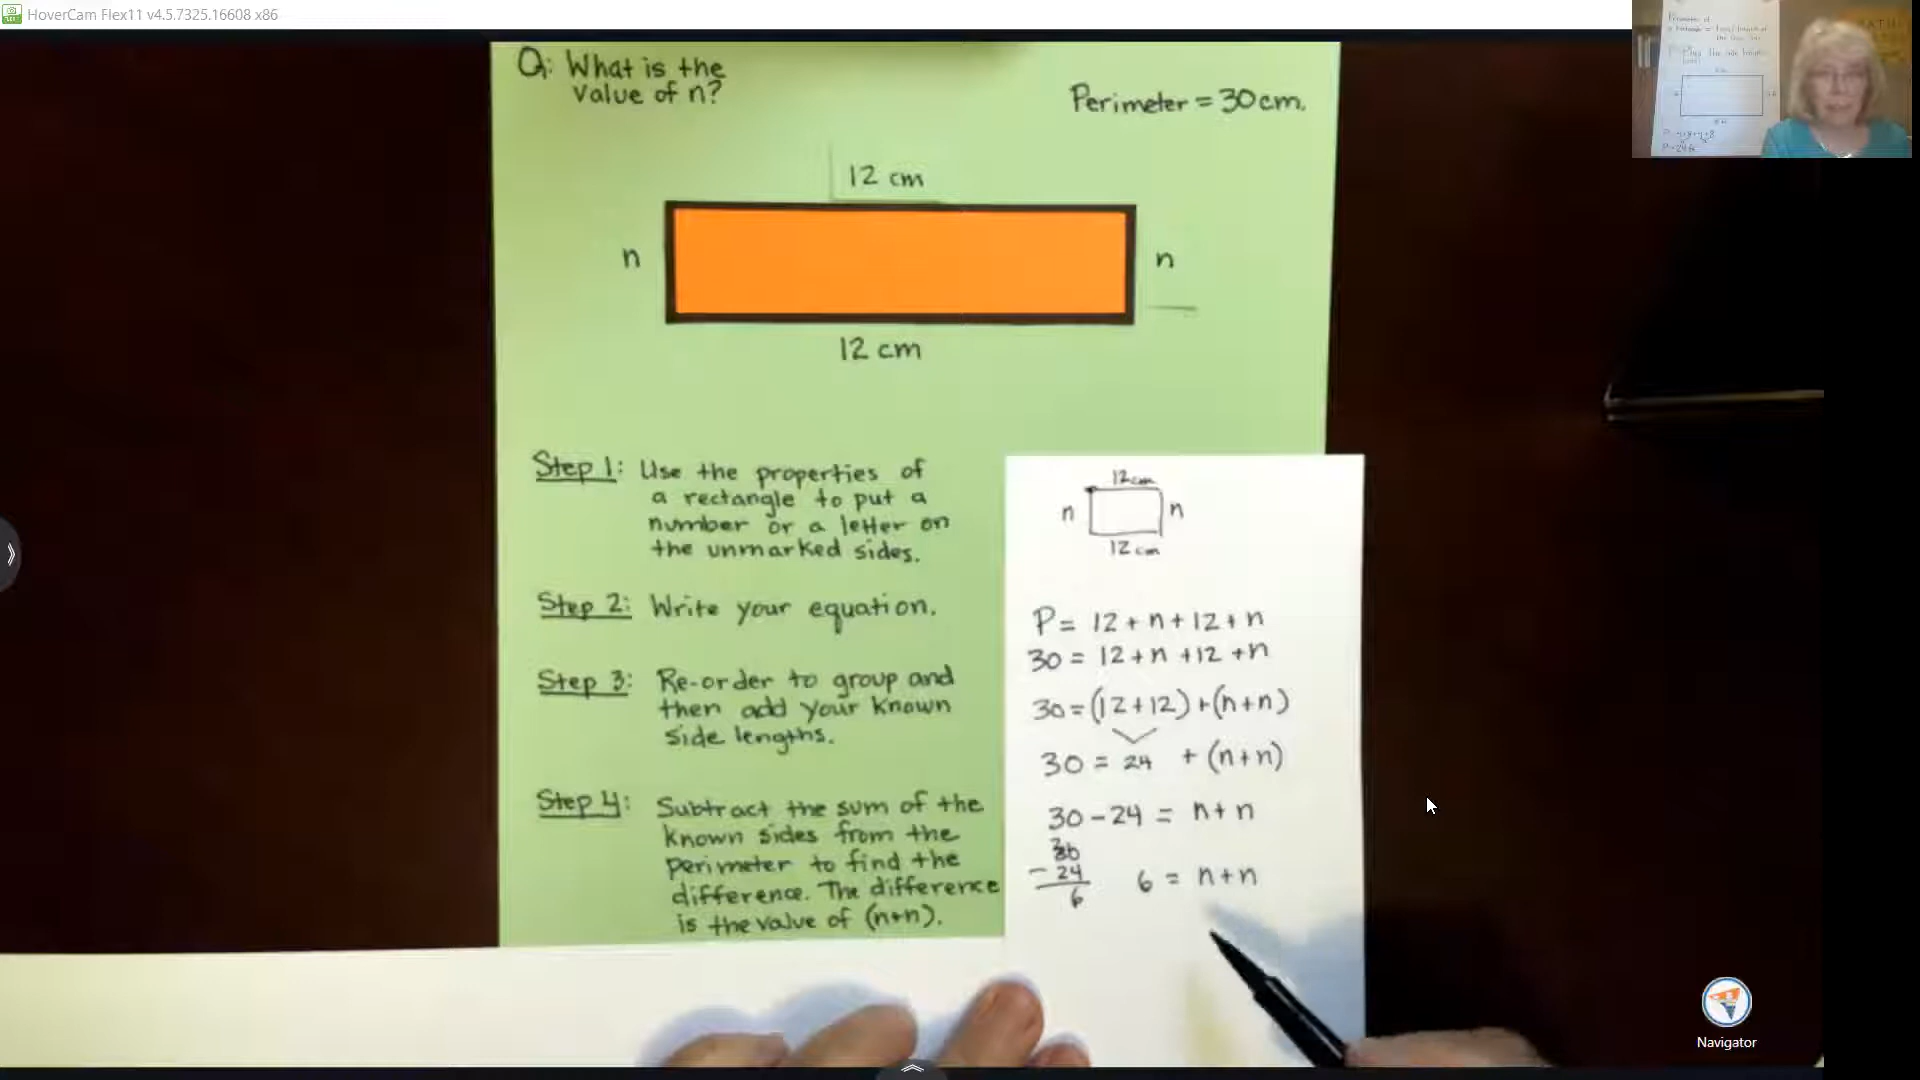 HoverCam Flex11 v4.5.7325.16608 x86
Q: What is the
value of n?
Perimeter = 30cm.
12 cm
n
n
12 cm
Step 1: Use the properties of
a rectangle to put a
number or a letter on
the unmarked sides.
Step 2: Write your equation.
Step 3: Re-order to group and
then add your known
side lengths.
Step 4: Subtract the sum of the
known sides from the
perimeter to find the
difference. The difference
is the value of (n+n).
12cm
n
n
12 cm
P = 12 + n + 12 + n
30 = 12 + n + 12 + n
30 = (12 + 12) + (n + n)
30 = 24 + (n + n)
30 - 24 = n + n
- 24
6
6 = n + n
Navigator